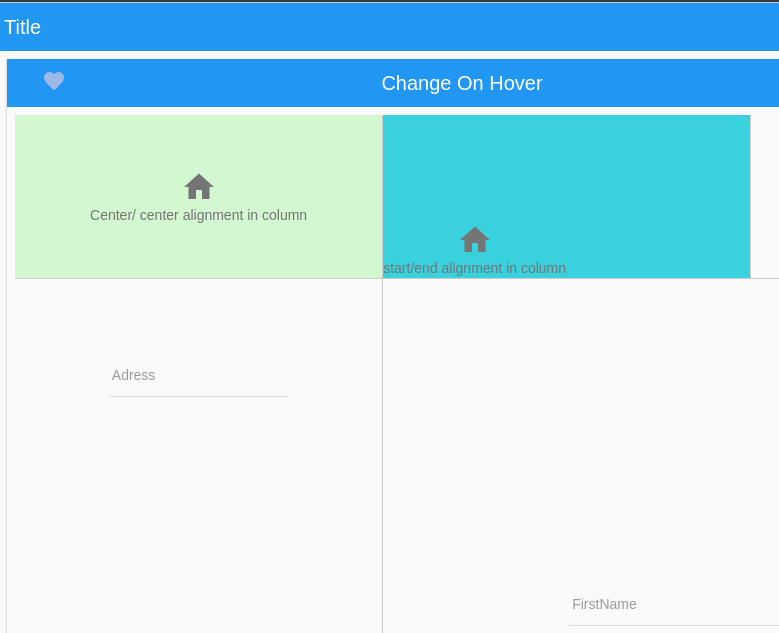 Title
Change On Hover
Center/ center alignment in column
start/end alignment in column
Adress
FirstName